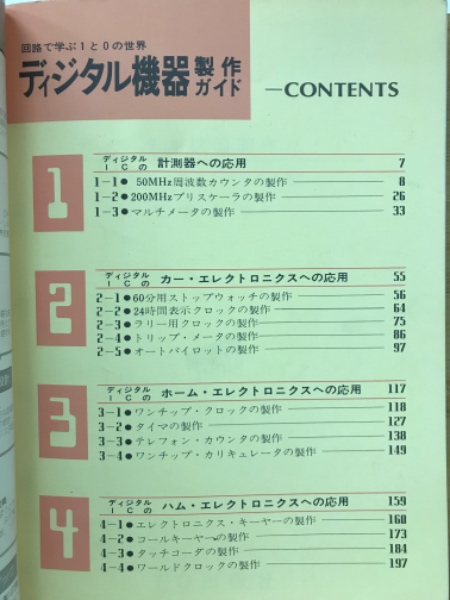 回路で学ぶ1と0の世界
ディジタル機器製作ガイド
—CONTENTS
1
ディジタルICの 計測器への応用 7
1-1● 50MHz周波数カウンタの製作 8
1-2●200MHzプリスケーラの製作 26
1-3●マルチメータの製作 33
2
ディジタルICの カー・エレクトロニクスへの応用 55
2-1●60分用ストップウォッチの製作 56
2-2●24時間表示クロックの製作 64
2-3●ラリー用クロックの製作 75
2-4●トリップ・メータの製作 86
2-5●オートパイロットの製作 97
3
ディジタルICの ホーム・エレクトロニクスへの応用 117
3-1●ワンチップ・クロックの製作 118
3-2●タイマの製作 127
3-3●テレフォン・カウンタの製作 138
3-4●ワンチップ・カリキュレータの製作 149
4
ディジタルICの ハム・エレクトロニクスへの応用 159
4-1●エレクトロニクス・キーヤーの製作 160
4-2●コールキーヤーの製作 173
4-3●タッチコーダの製作 184
4-4●ワールドクロックの製作 197